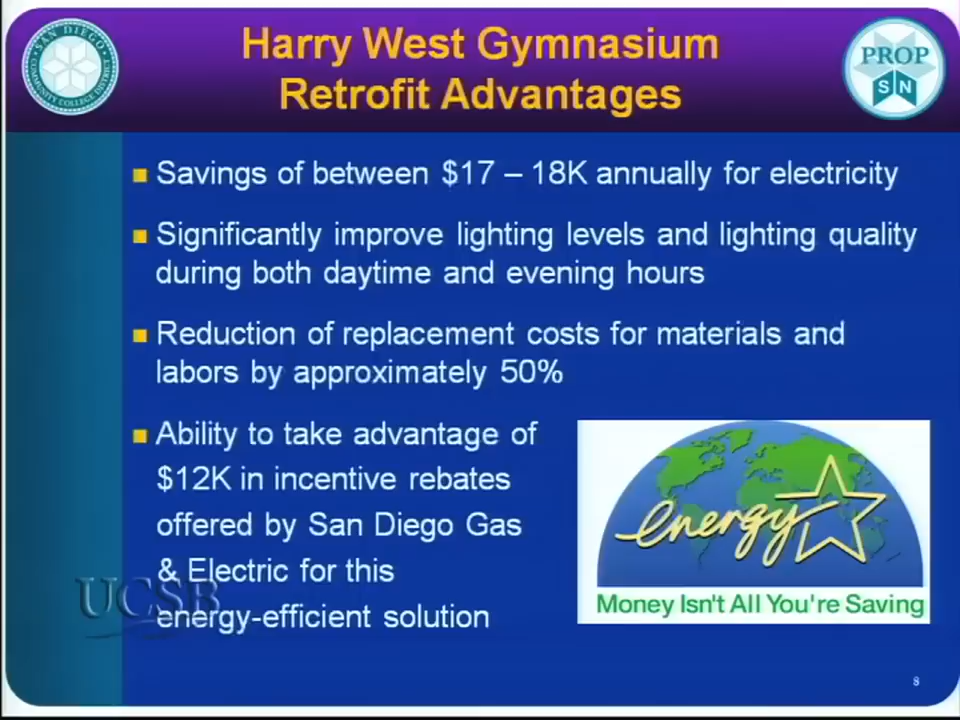 SAN DIEGO
COMMUNITY COLLEGE DISTRICT
Harry West Gymnasium
Retrofit Advantages
PROP
S N
Savings of between $17 – 18K annually for electricity
Significantly improve lighting levels and lighting quality
during both daytime and evening hours
Reduction of replacement costs for materials and
labors by approximately 50%
Ability to take advantage of
$12K in incentive rebates
offered by San Diego Gas
& Electric for this
energy-efficient solution
UCSB
energy
Money Isn't All You're Saving
8